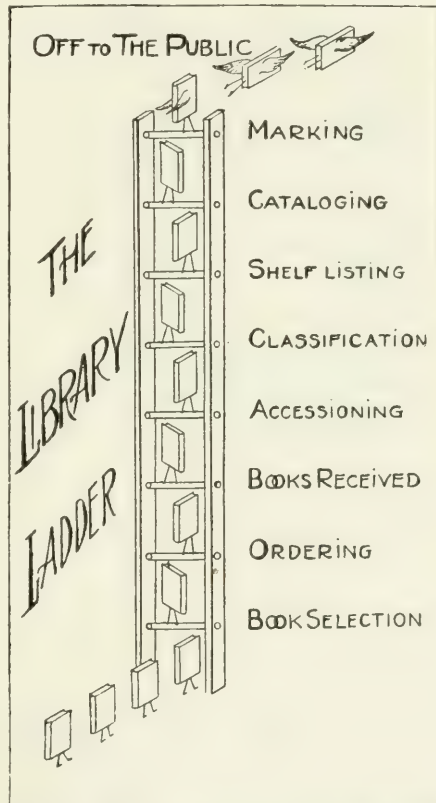 OFF TO THE PUBLIC
THE
LIBRARY
LADDER
MARKING
CATALOGING
SHELF LISTING
CLASSIFICATION
ACCESSIONING
BOOKS RECEIVED
ORDERING
BOOK SELECTION